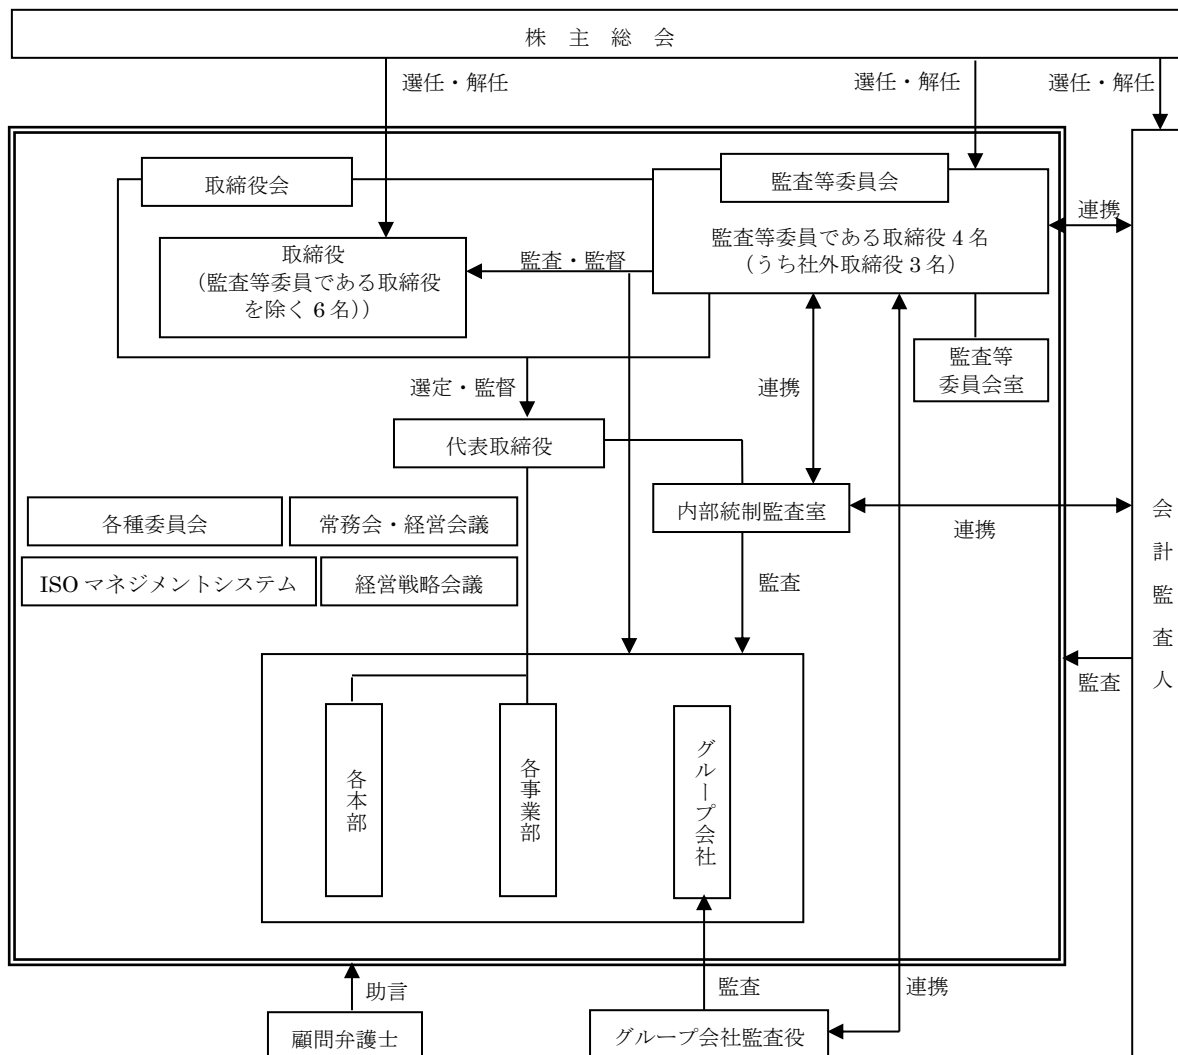 株 主 総 会
選任・解任
選任・解任
選任・解任
取締役会
監査等委員会
取締役
(監査等委員である取締役
を除く 6 名))
監査・監督
監査等委員である取締役 4 名
(うち社外取締役 3 名)
連携
監査等
委員会室
選定・監督
連携
代表取締役
内部統制監査室
連携
各種委員会
常務会・経営会議
ISO マネジメントシステム
経営戦略会議
監査
会計監査人
監査
各本部
各事業部
グループ会社
助言
監査
連携
顧問弁護士
グループ会社監査役